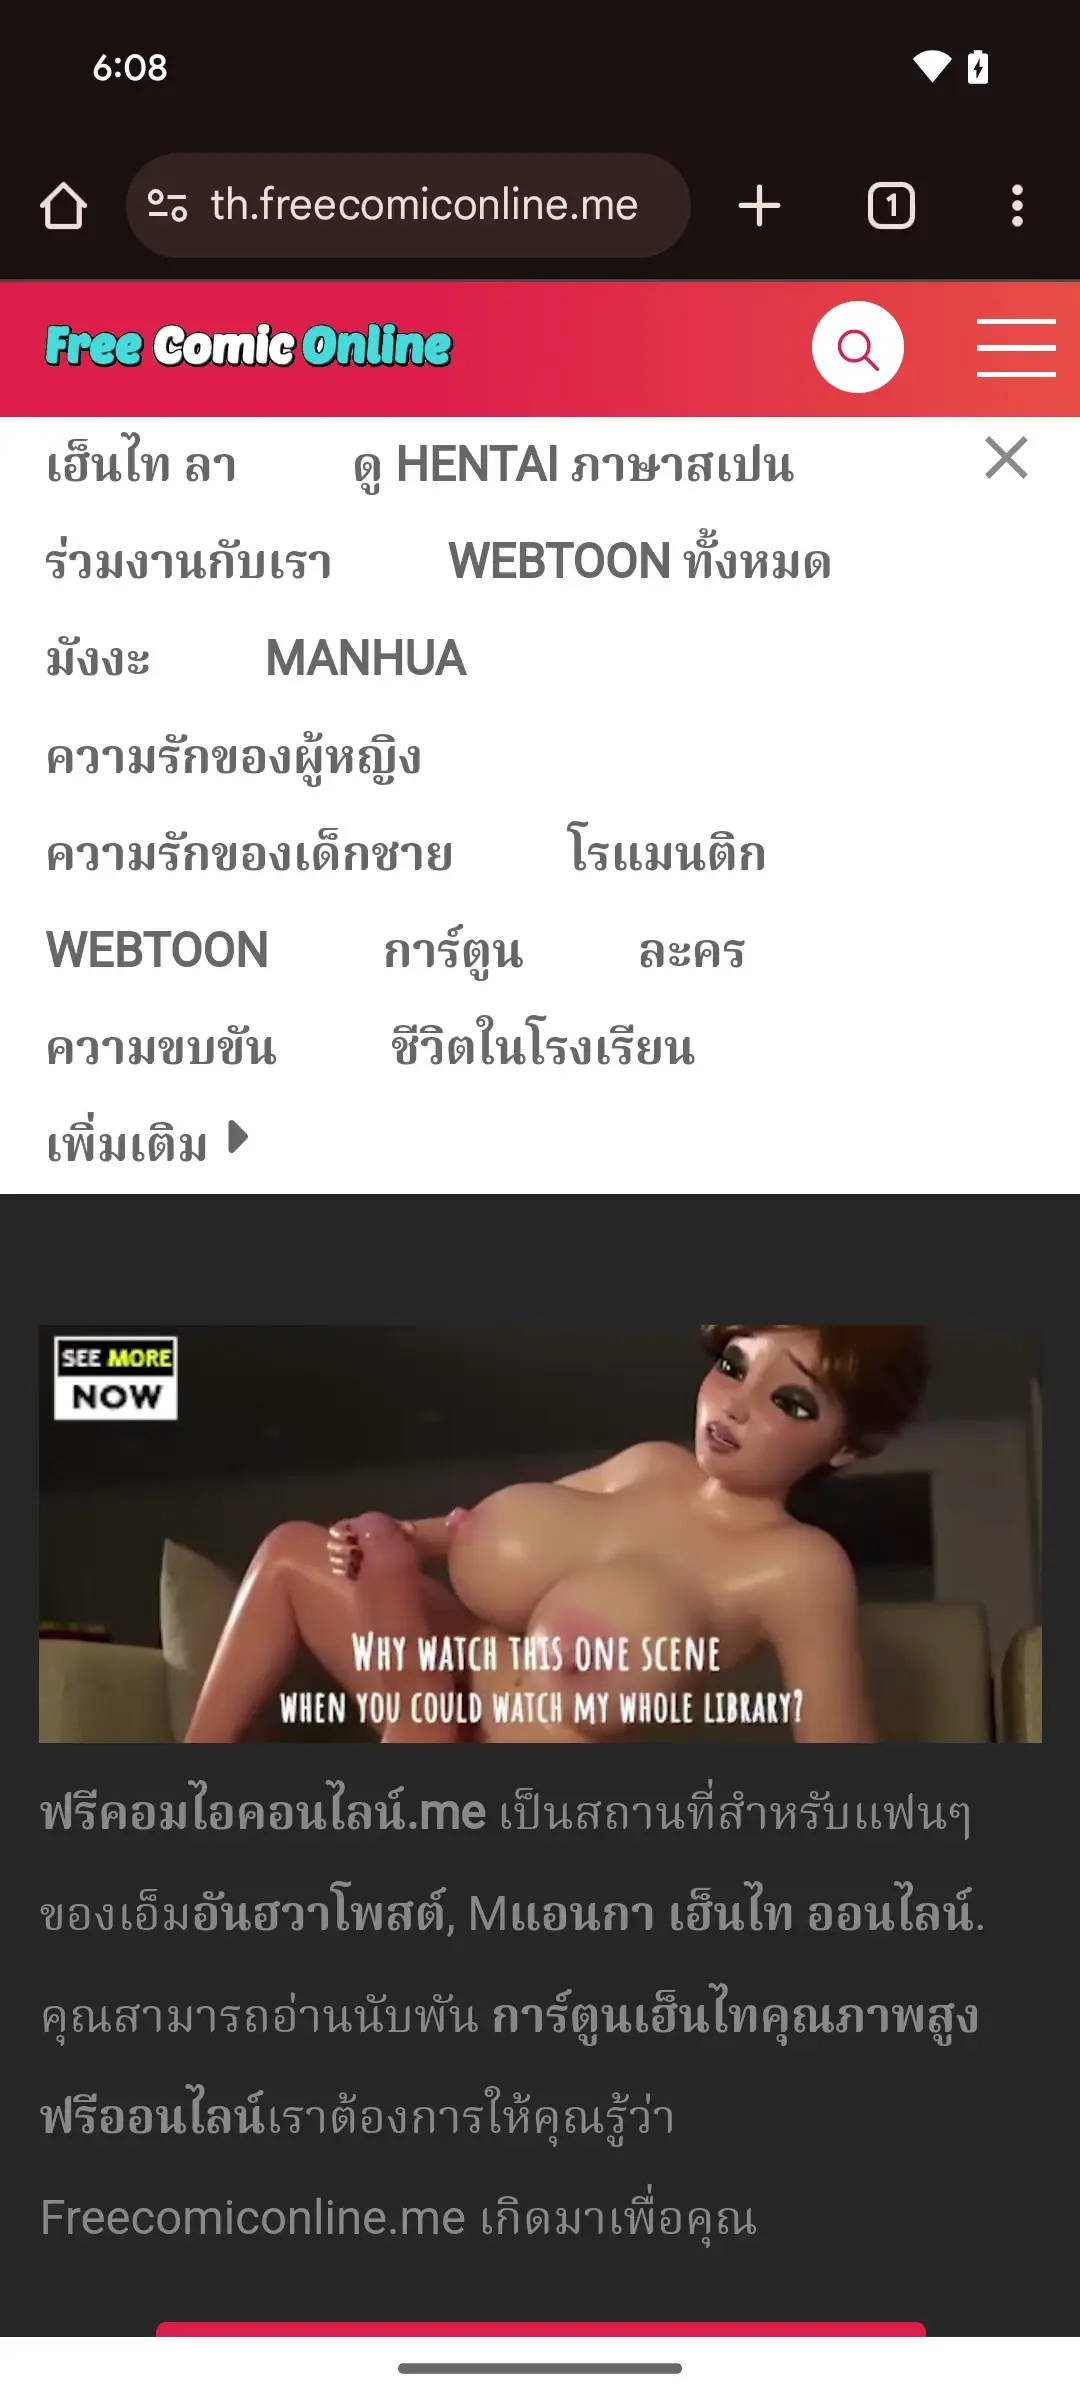 6:08
th.freecomiconline.me
1
Free Comic Online
เฮ็นไท ลา ดู HENTAI ภาษาสเปน
ร่วมงานกับเรา WEBTOON ทั้งหมด
มังงะ MANHUA
ความรักของผู้หญิง
ความรักของเด็กชาย โรแมนติก
WEBTOON การ์ตูน ละคร
ความขบขัน ชีวิตในโรงเรียน
เพิ่มเติม
SEE MORE
NOW
WHY WATCH THIS ONE SCENE
WHEN YOU COULD WATCH MY WHOLE LIBRARY?
ฟรีคอมไอคอนไลน์.me เป็นสถานที่สำหรับแฟนๆ
ของเอ็มอันฮวาโพสต์, Mแอนกา เฮ็นไท ออนไลน์.
คุณสามารถอ่านนับพัน การ์ตูนเฮ็นไทคุณภาพสูง
ฟรีออนไลน์เราต้องการให้คุณรู้ว่า
Freecomiconline.me เกิดมาเพื่อคุณ